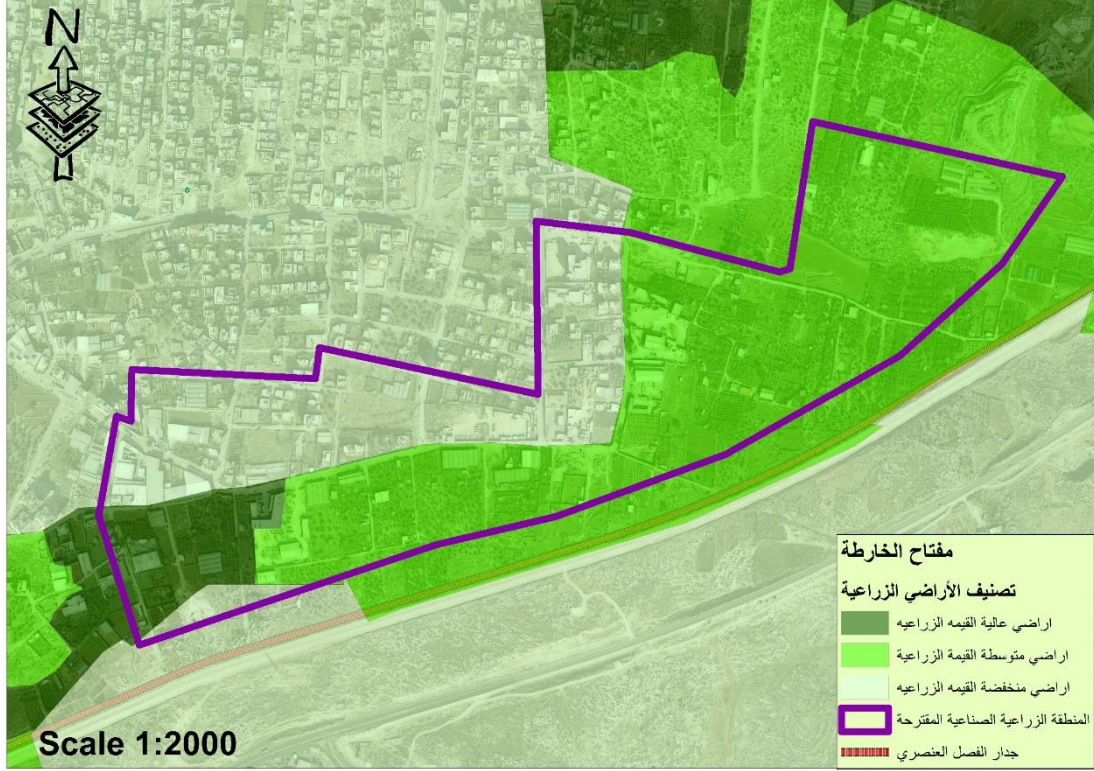 N
مفتاح الخارطة
تصنيف الأراضي الزراعية
اراضي عالية القيمه الزراعيه
اراضي متوسطة القيمة الزراعية
اراضي منخفضة القيمه الزراعيه
المنطقة الزراعية الصناعية المقترحة
جدار الفصل العنصري
Scale 1:2000